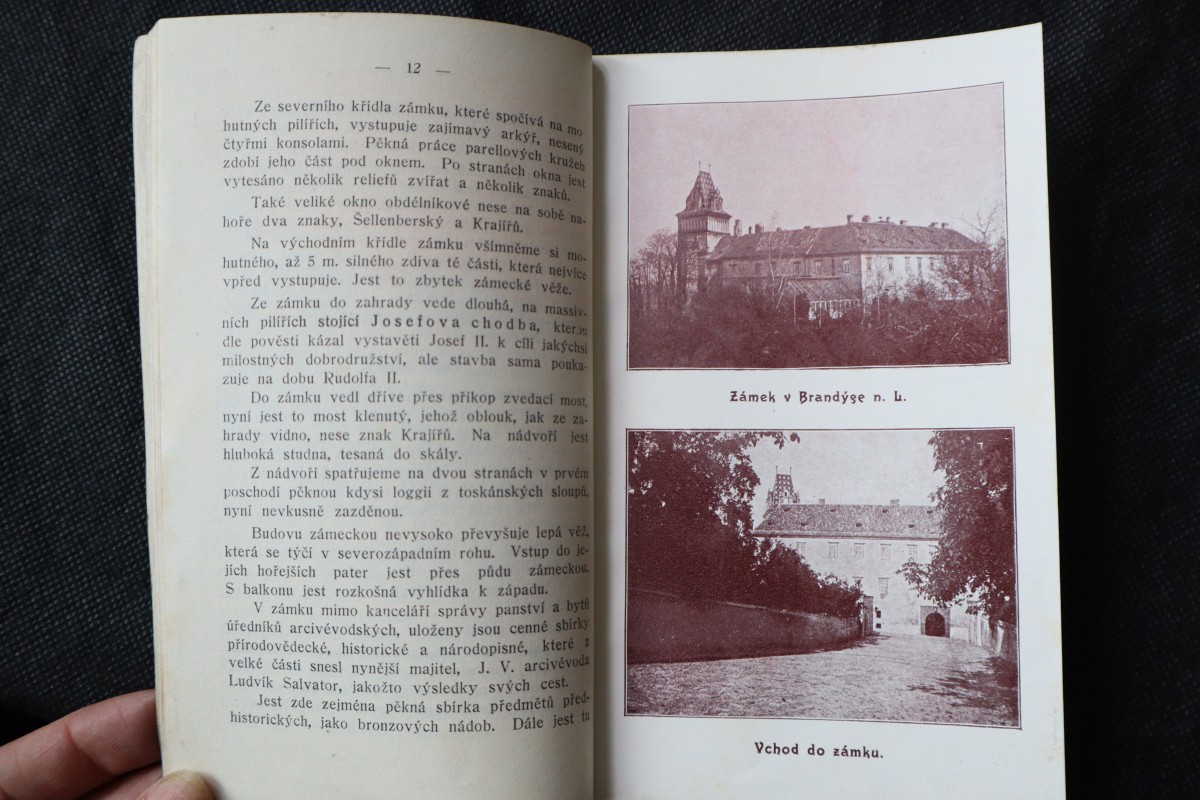 — 12 —
Ze severního křídla zámku, které spočívá na mo
hutných pilířích, vystupuje zajímavý arkýř, nesený
čtyřmi konsolami. Pěkná práce parellových kružeb
zdobí jeho část pod oknem. Po stranách okna jest
vytesáno několik reliefů zvířat a několik znaků.
Také veliké okno obdélníkové nese na sobě na-
hoře dva znaky, Šellenberský a Krajířů.
Na východním křídle zámku všímněme si mo-
hutného, až 5 m. silného zdiva té části, která nejvíce
vpřed vystupuje. Jest to zbytek zámecké věže.
Ze zámku do zahrady vede dlouhá, na massiv-
ních pilířích stojící Josefova chodba, kterou
dle pověsti kázal vystavěti Josef II. k cíli jakýchsi
milostných dobrodružství, ale stavba sama pouka-
zuje na dobu Rudolfa II.
Do zámku vedl dříve přes příkop zvedací most,
nyní jest to most klenutý, jehož oblouk, jak ze za-
hrady vidno, nese znak Krajířů. Na nádvoří jest
hluboká studna, tesaná do skály.
Z nádvoří spatřujeme na dvou stranách v prvém
poschodí pěknou kdysi loggii z toskánských sloupů,
nyní nevkusně zazděnou.
Budovu zámeckou nevysoko převyšuje lepá věž,
která se týčí v severozápadním rohu. Vstup do je-
jích hořejších pater jest přes půdu zámeckou.
S balkonu jest rozkošná vyhlídka k západu.
V zámku mimo kanceláří správy panství a bytů
úředníků arcivévodských, uloženy jsou cenné sbírky
přírodovědecké, historické a národopisné, které z
velké části snesl nynější majitel, J. V. arcivévoda
Ludvík Salvator, jakožto výsledky svých cest.
Jest zde zejména pěkná sbírka předmětů před-
historických, jako bronzových nádob. Dále jest tu
Zámek v Brandýse n. L.
Vchod do zámku.